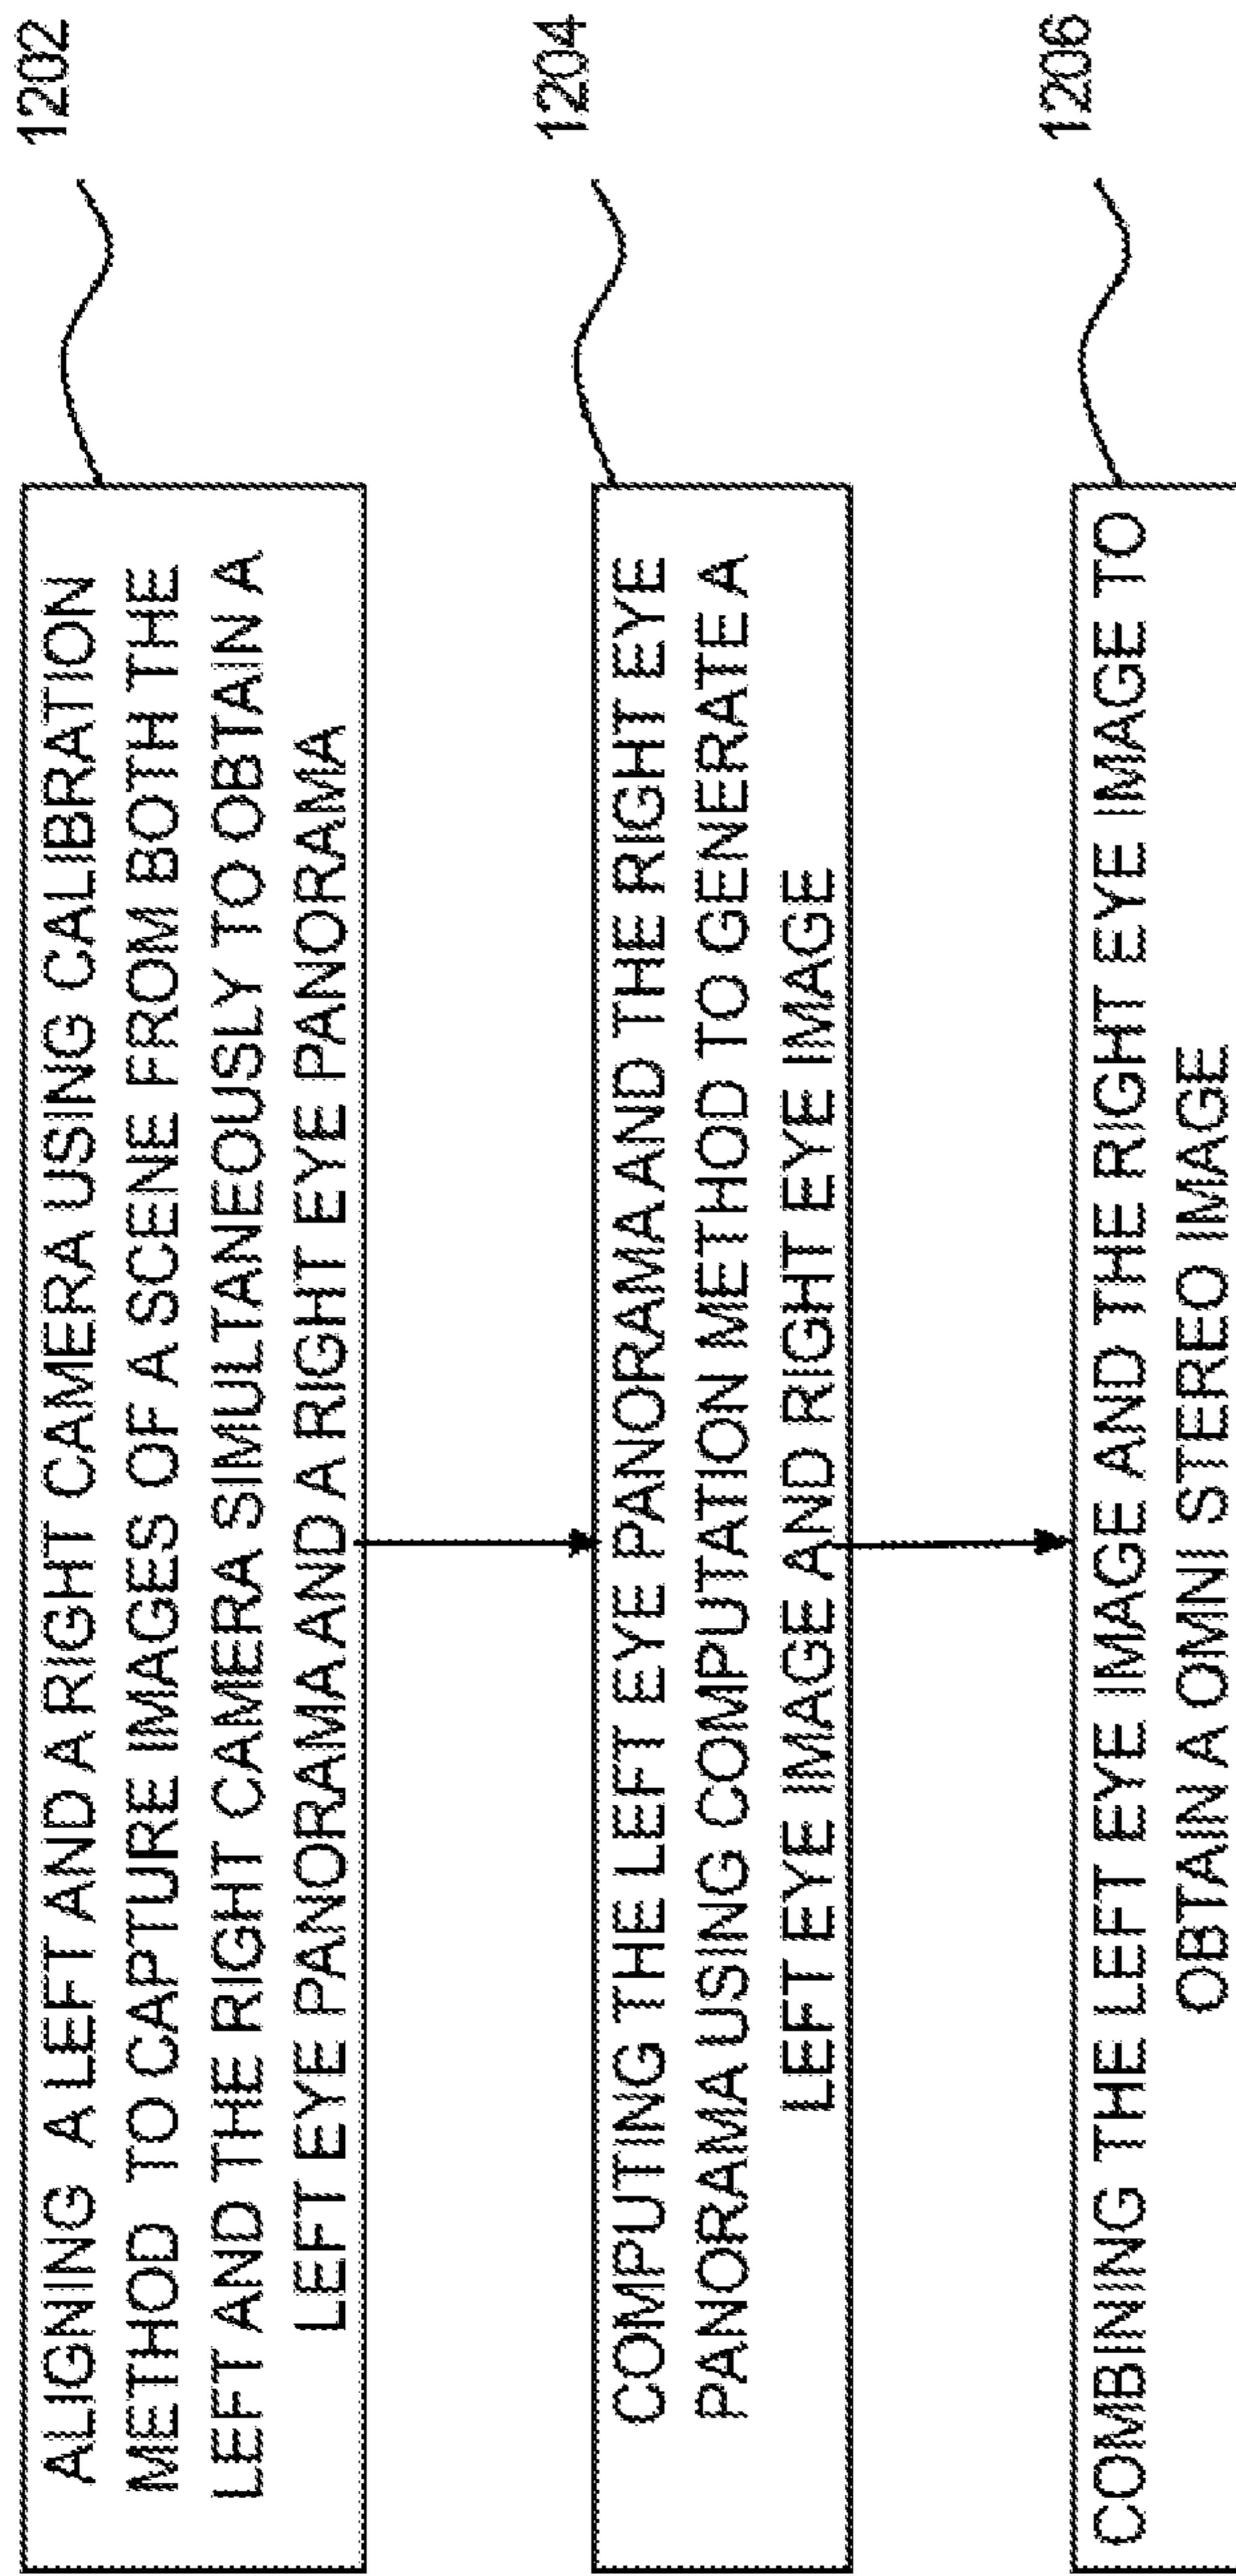 ALIGNING A LEFT AND A RIGHT CAMERA USING CALIBRATION
METHOD TO CAPTURE IMAGES OF A SCENE FROM BOTH THE
LEFT AND THE RIGHT CAMERA SIMULTANEOUSLY TO OBTAIN A
LEFT EYE PANORAMA AND A RIGHT EYE PANORAMA
1202
COMPUTING THE LEFT EYE PANORAMA AND THE RIGHT EYE
PANORAMA USING COMPUTATION METHOD TO GENERATE A
LEFT EYE IMAGE AND RIGHT EYE IMAGE
1204
COMBINING THE LEFT EYE IMAGE AND THE RIGHT EYE IMAGE TO
OBTAIN A OMNI STEREO IMAGE
1206